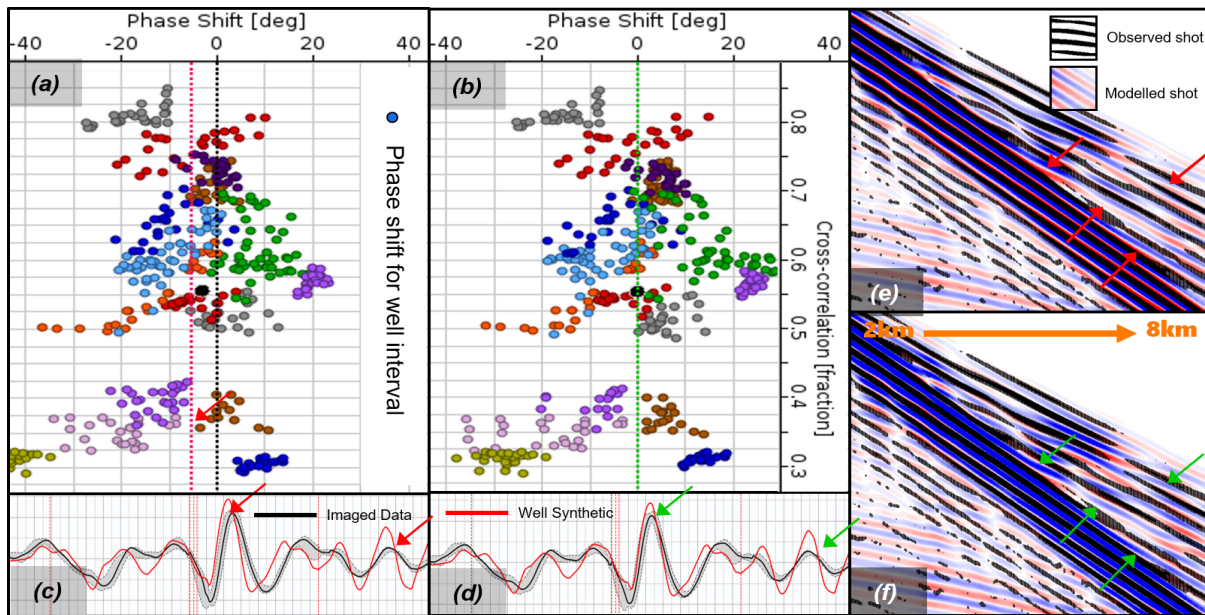 Phase Shift [deg]
-40 -20 0 20 40
(a)
Phase shift for well interval
Phase Shift [deg]
-40 -20 0 20 40
(b)
0.8
0.7
0.6
0.5
0.4
0.3
Cross-correlation [fraction]
Observed shot
Modelled shot
(e)
2km 8km
(f)
Imaged Data
Well Synthetic
(c)
(d)